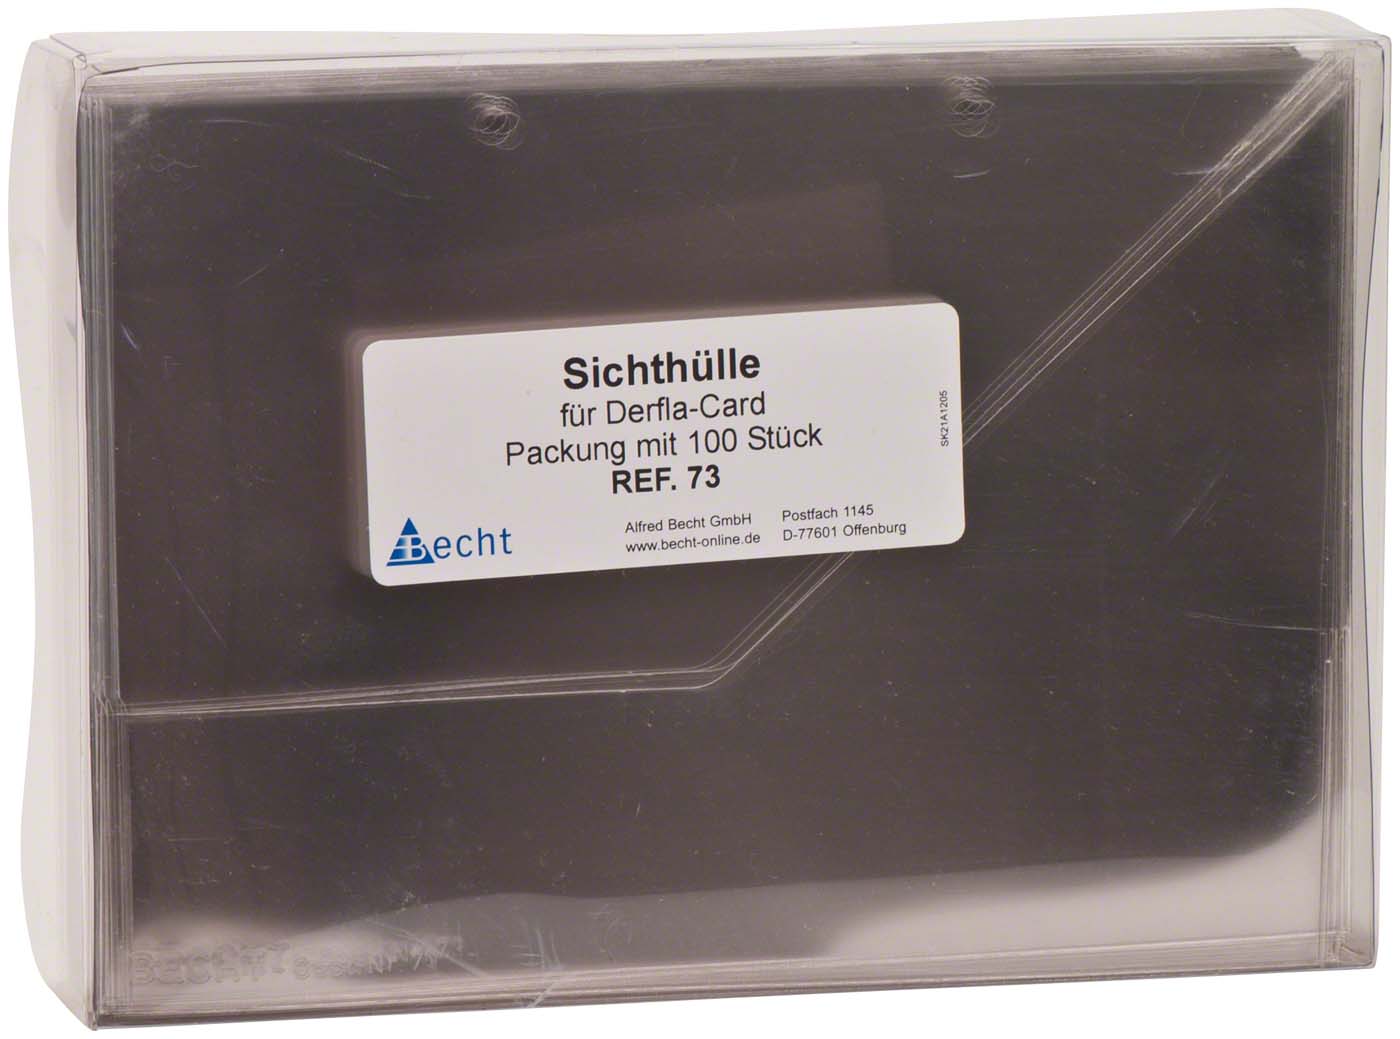 Sichthülle
für Derfla-Card
Packung mit 100 Stück
REF. 73
Becht
Alfred Becht GmbH
www.becht-online.de
Postfach 1145
D-77601 Offenburg
SK21A1205
BECHT